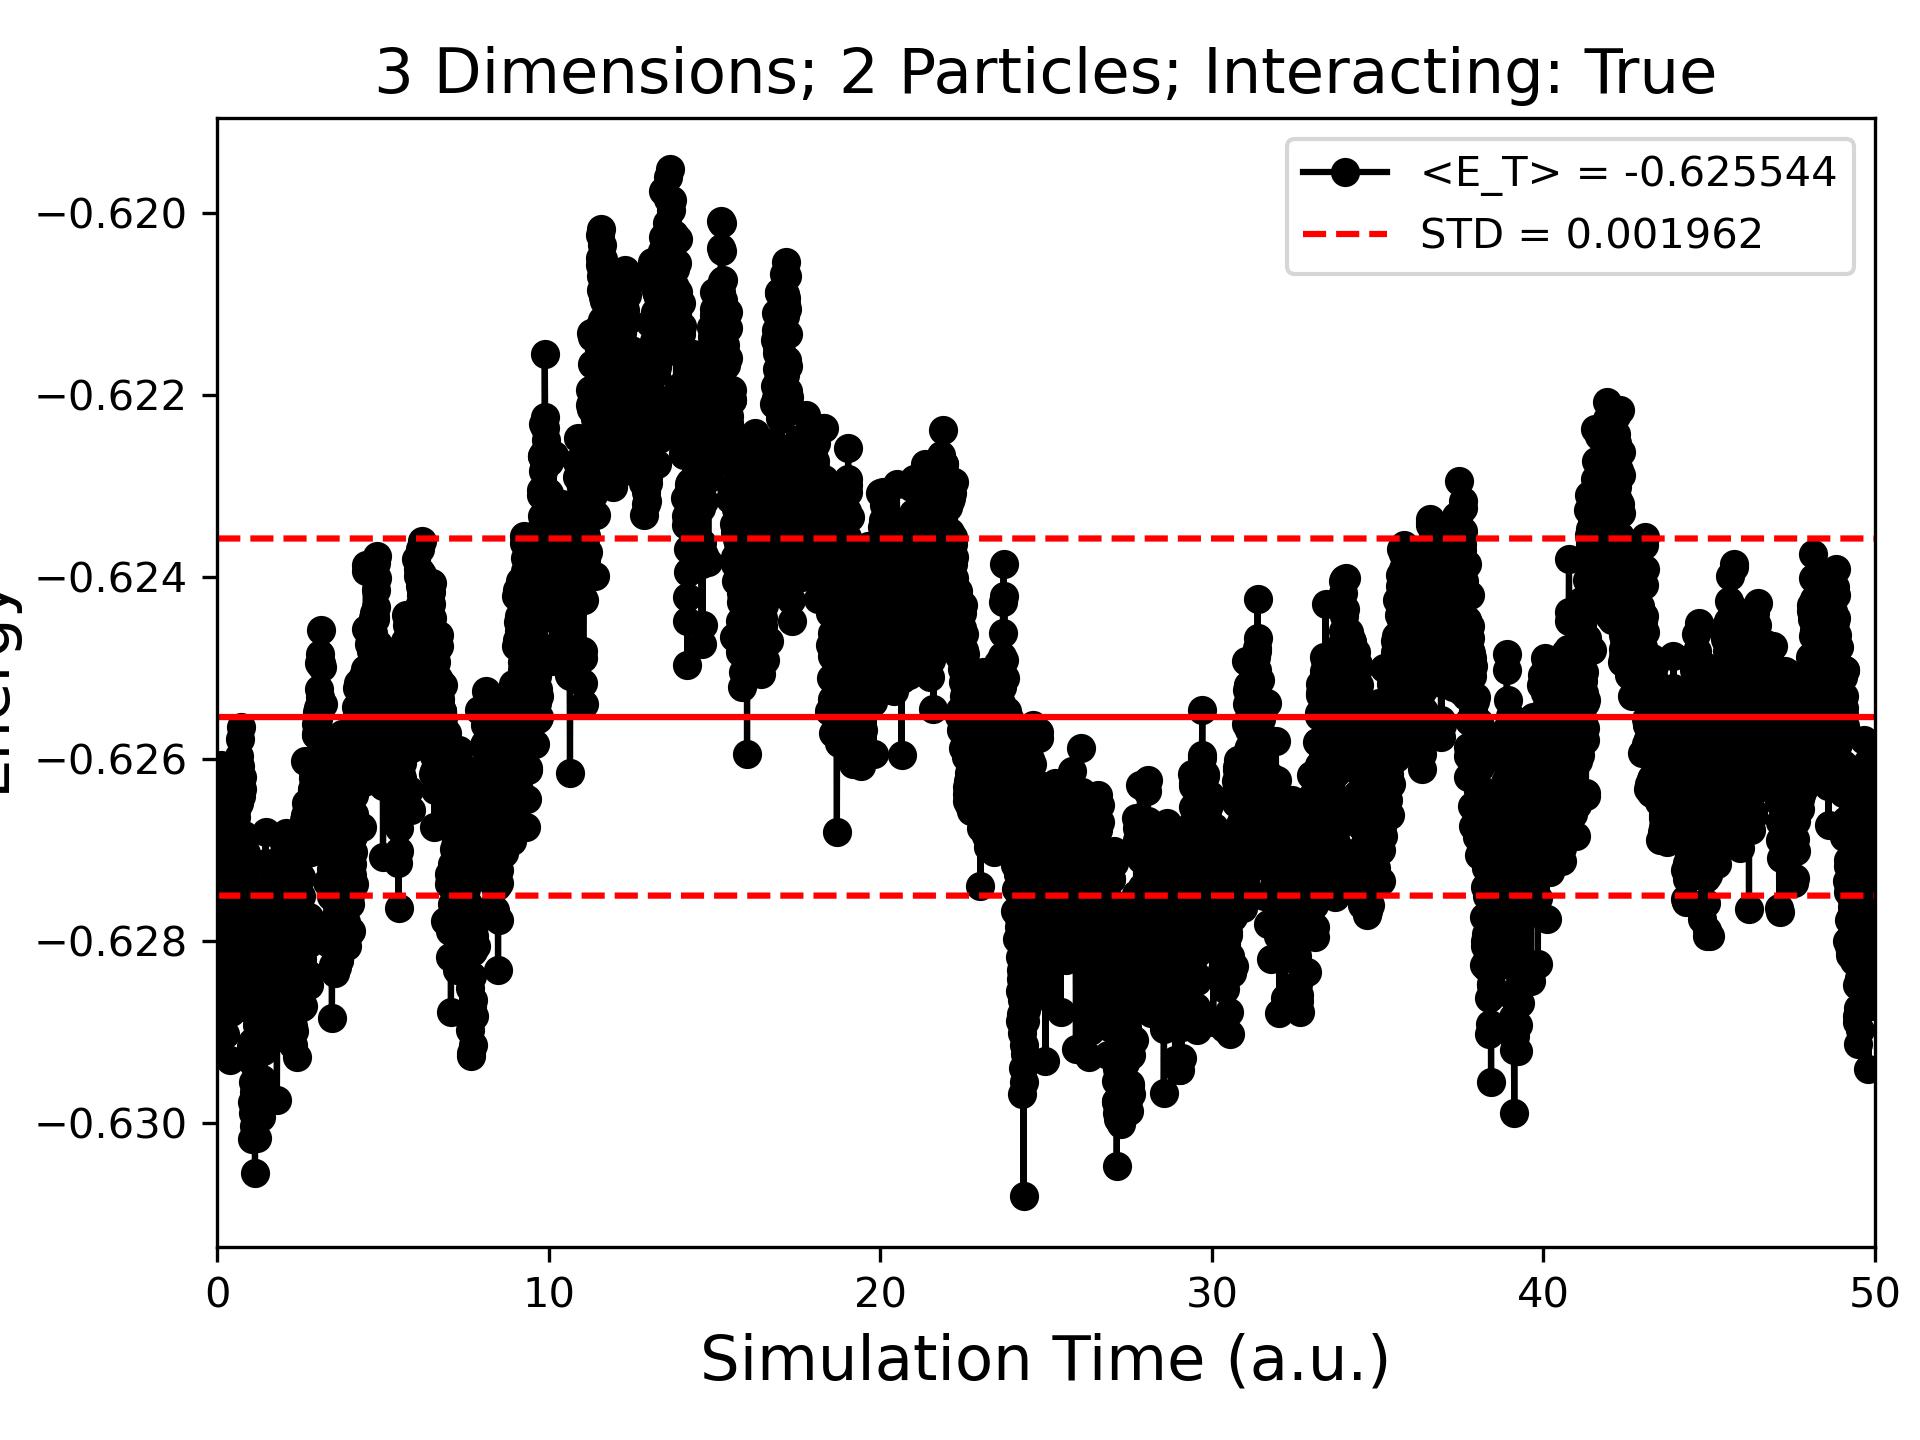 3 Dimensions; 2 Particles; Interacting: True
<E_T> = -0.625544
STD = 0.001962
Energy
−0.620
−0.622
−0.624
−0.626
−0.628
−0.630
0 10 20 30 40 50
Simulation Time (a.u.)